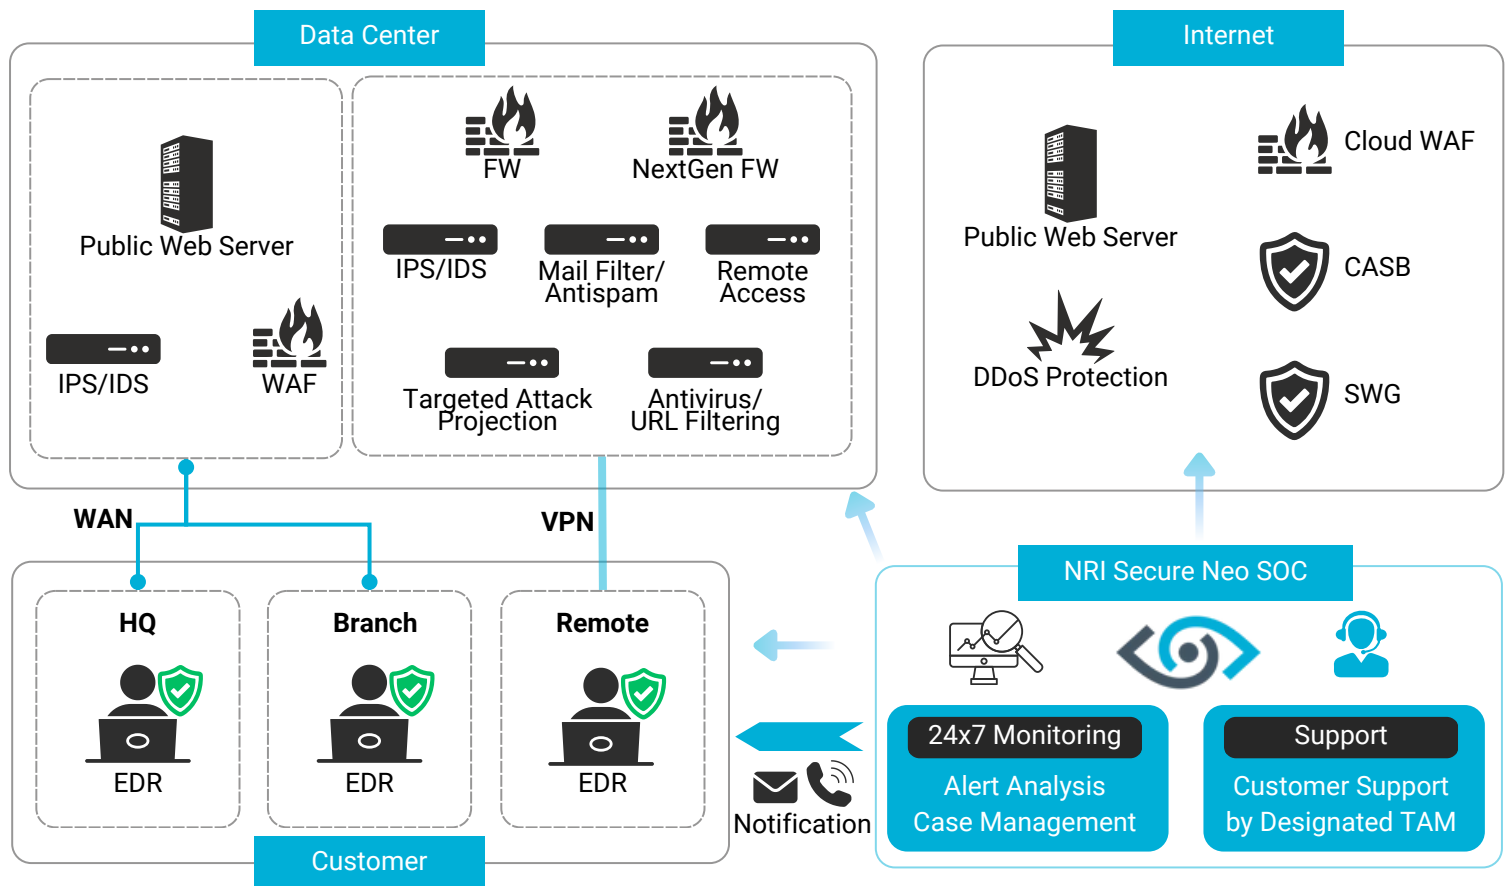 Data Center
Internet
FW
NextGen FW
Public Web Server
IPS/IDS
Mail Filter/
Antispam
Remote
Access
IPS/IDS
WAF
Targeted Attack
Projection
Antivirus/
URL Filtering
Public Web Server
Cloud WAF
CASB
DDoS Protection
SWG
WAN
VPN
HQ
EDR
Branch
EDR
Remote
EDR
Customer
Notification
NRI Secure Neo SOC
24x7 Monitoring
Alert Analysis
Case Management
Support
Customer Support
by Designated TAM